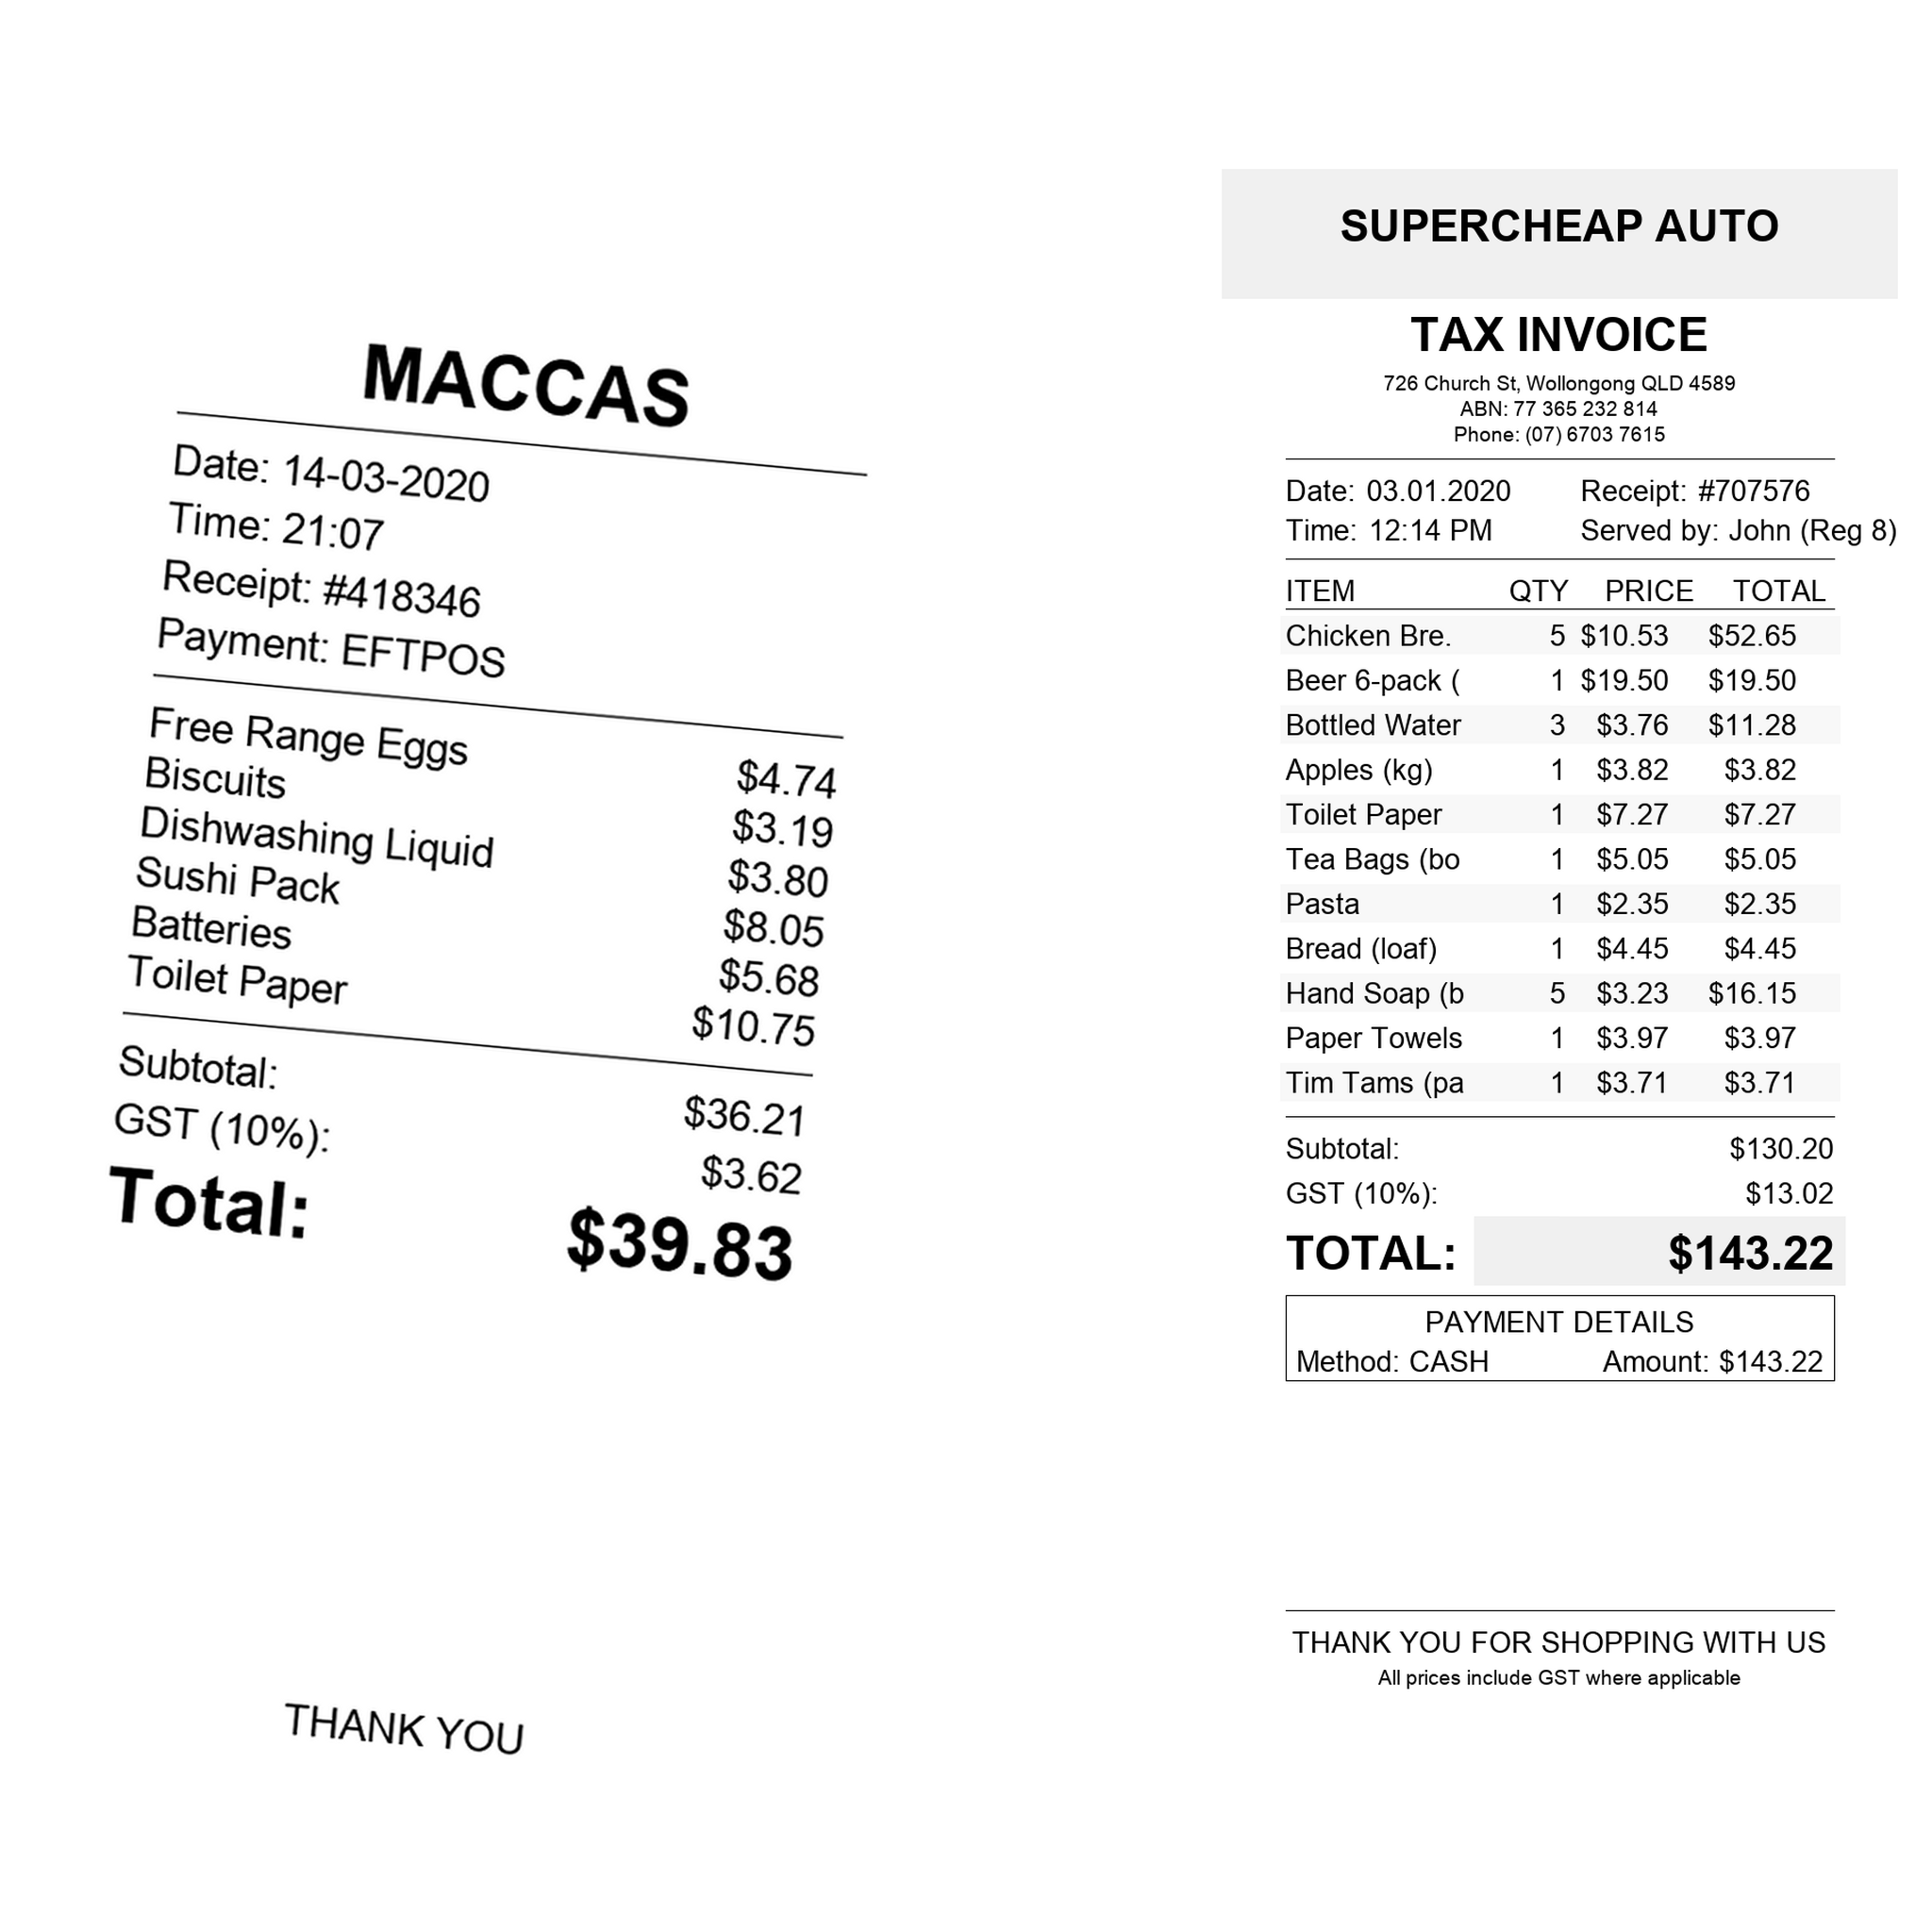 MACCAS
Date: 14-03-2020
Time: 21:07
Receipt: #418346
Payment: EFTPOS
Free Range Eggs $4.74
Biscuits $3.19
Dishwashing Liquid $3.80
Sushi Pack $8.05
Batteries $5.68
Toilet Paper $10.75
Subtotal: $36.21
GST (10%): $3.62
Total: $39.83
THANK YOU
SUPERCHEAP AUTO
TAX INVOICE
726 Church St, Wollongong QLD 4589
ABN: 77 365 232 814
Phone: (07) 6703 7615
Date: 03.01.2020 Receipt: #707576
Time: 12:14 PM Served by: John (Reg 8)
ITEM QTY PRICE TOTAL
Chicken Bre. 5 $10.53 $52.65
Beer 6-pack ( 1 $19.50 $19.50
Bottled Water 3 $3.76 $11.28
Apples (kg) 1 $3.82 $3.82
Toilet Paper 1 $7.27 $7.27
Tea Bags (bo 1 $5.05 $5.05
Pasta 1 $2.35 $2.35
Bread (loaf) 1 $4.45 $4.45
Hand Soap (b 5 $3.23 $16.15
Paper Towels 1 $3.97 $3.97
Tim Tams (pa 1 $3.71 $3.71
Subtotal: $130.20
GST (10%): $13.02
TOTAL: $143.22
PAYMENT DETAILS
Method: CASH Amount: $143.22
THANK YOU FOR SHOPPING WITH US
All prices include GST where applicable